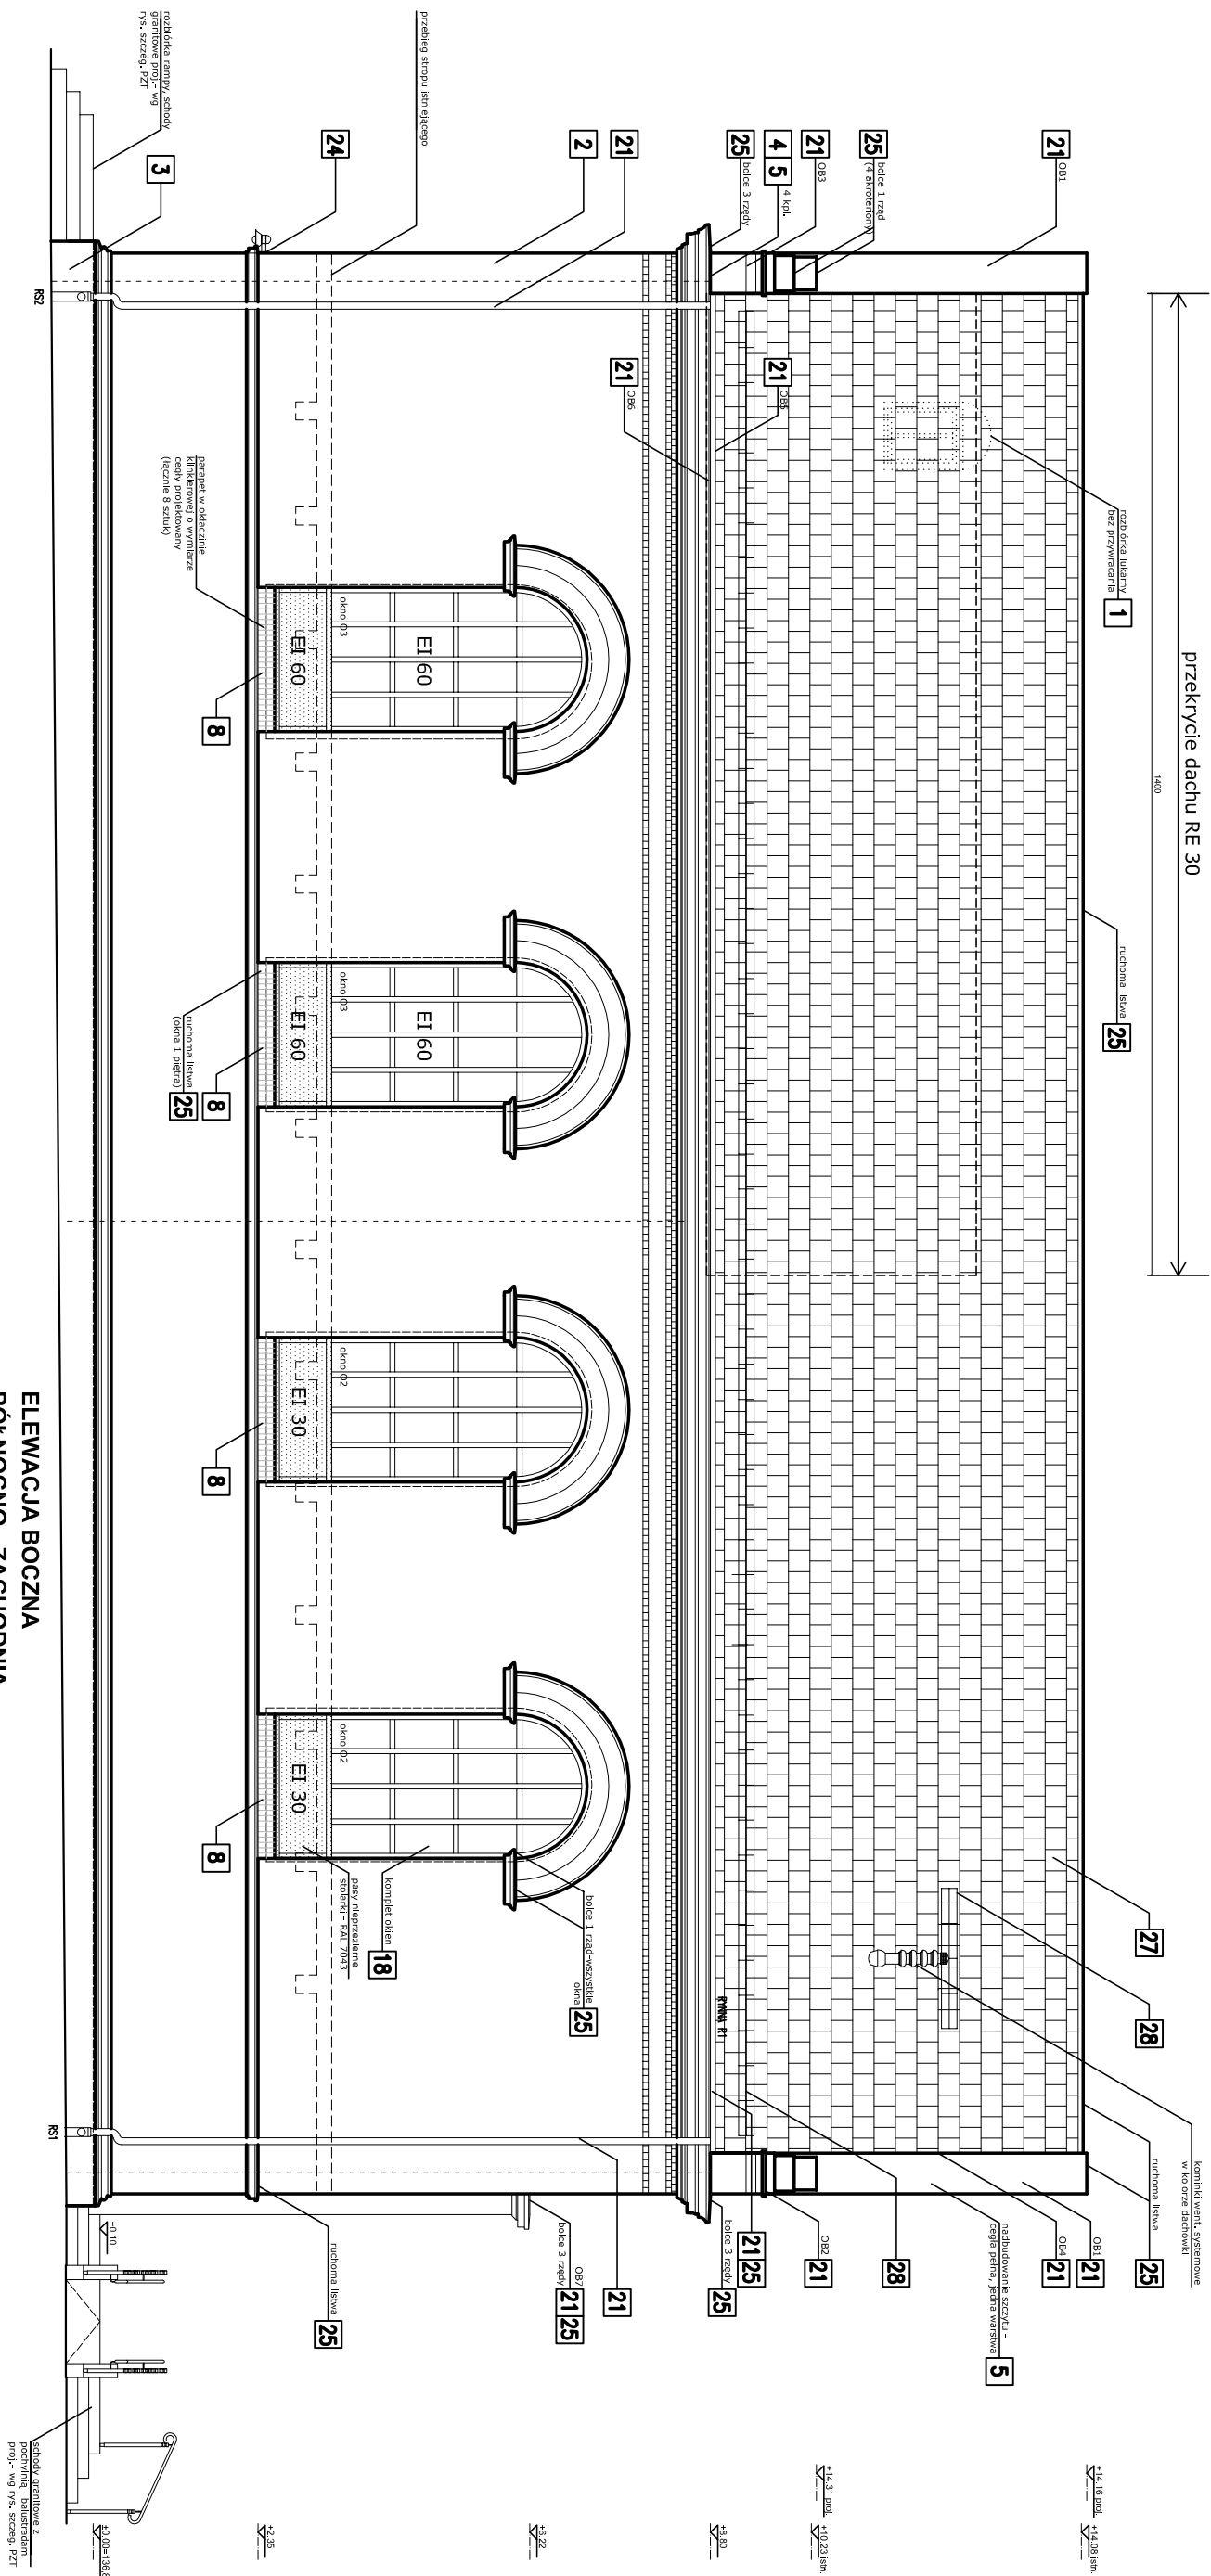 przekrycie dachu RE 30
1400
ruchoma listwa
25
27
28
kominki went. systemowe
w kolorze dachówki
ruchoma listwa
25
OB1
21
OB1
21
OB4
21
nadbudowanie szczytu -
cegła pełna, jedna warstwa
5
+14.16 proj.
+14.08 istn.
rozbiórka lukarny
bez przywracania
1
25
bolce 1 rząd
(4 akroteriony)
21
OB3
4
5
4 kpl.
25
bolce 3 rzędy
21
OB5
21
OB6
RYNNA R1
28
OB2
21
21
25
bolce 3 rzędy
25
+14.31 proj.
+10.23 istn.
+8.80
21
2
przebieg stropu istniejącego
24
EI 60
okno O3
EI 60
EI 60
okno O3
EI 60
okno O2
EI 30
okno O2
EI 30
bolce 1 rząd-wszystkie
okna
25
komplet okien
18
pasy nieprzezierne
stolarki - RAL 7043
21
OB7
bolce 3 rzędy
21
25
+6.22
ruchoma listwa
25
+2.35
parapet w okładzinie
klinkierowej o wymiarze
cegły projektowany
(łącznie 8 sztuk)
8
8
ruchoma listwa
(okna 1 piętra)
25
8
8
rozbiórka rampy, schody
granitowe proj.- wg
rys. szczeg. PZT
3
RS2
RS1
+0.10
schody granitowe z
pochylnią i balustradami
proj.- wg rys. szczeg. PZT
ELEWACJA BOCZNA